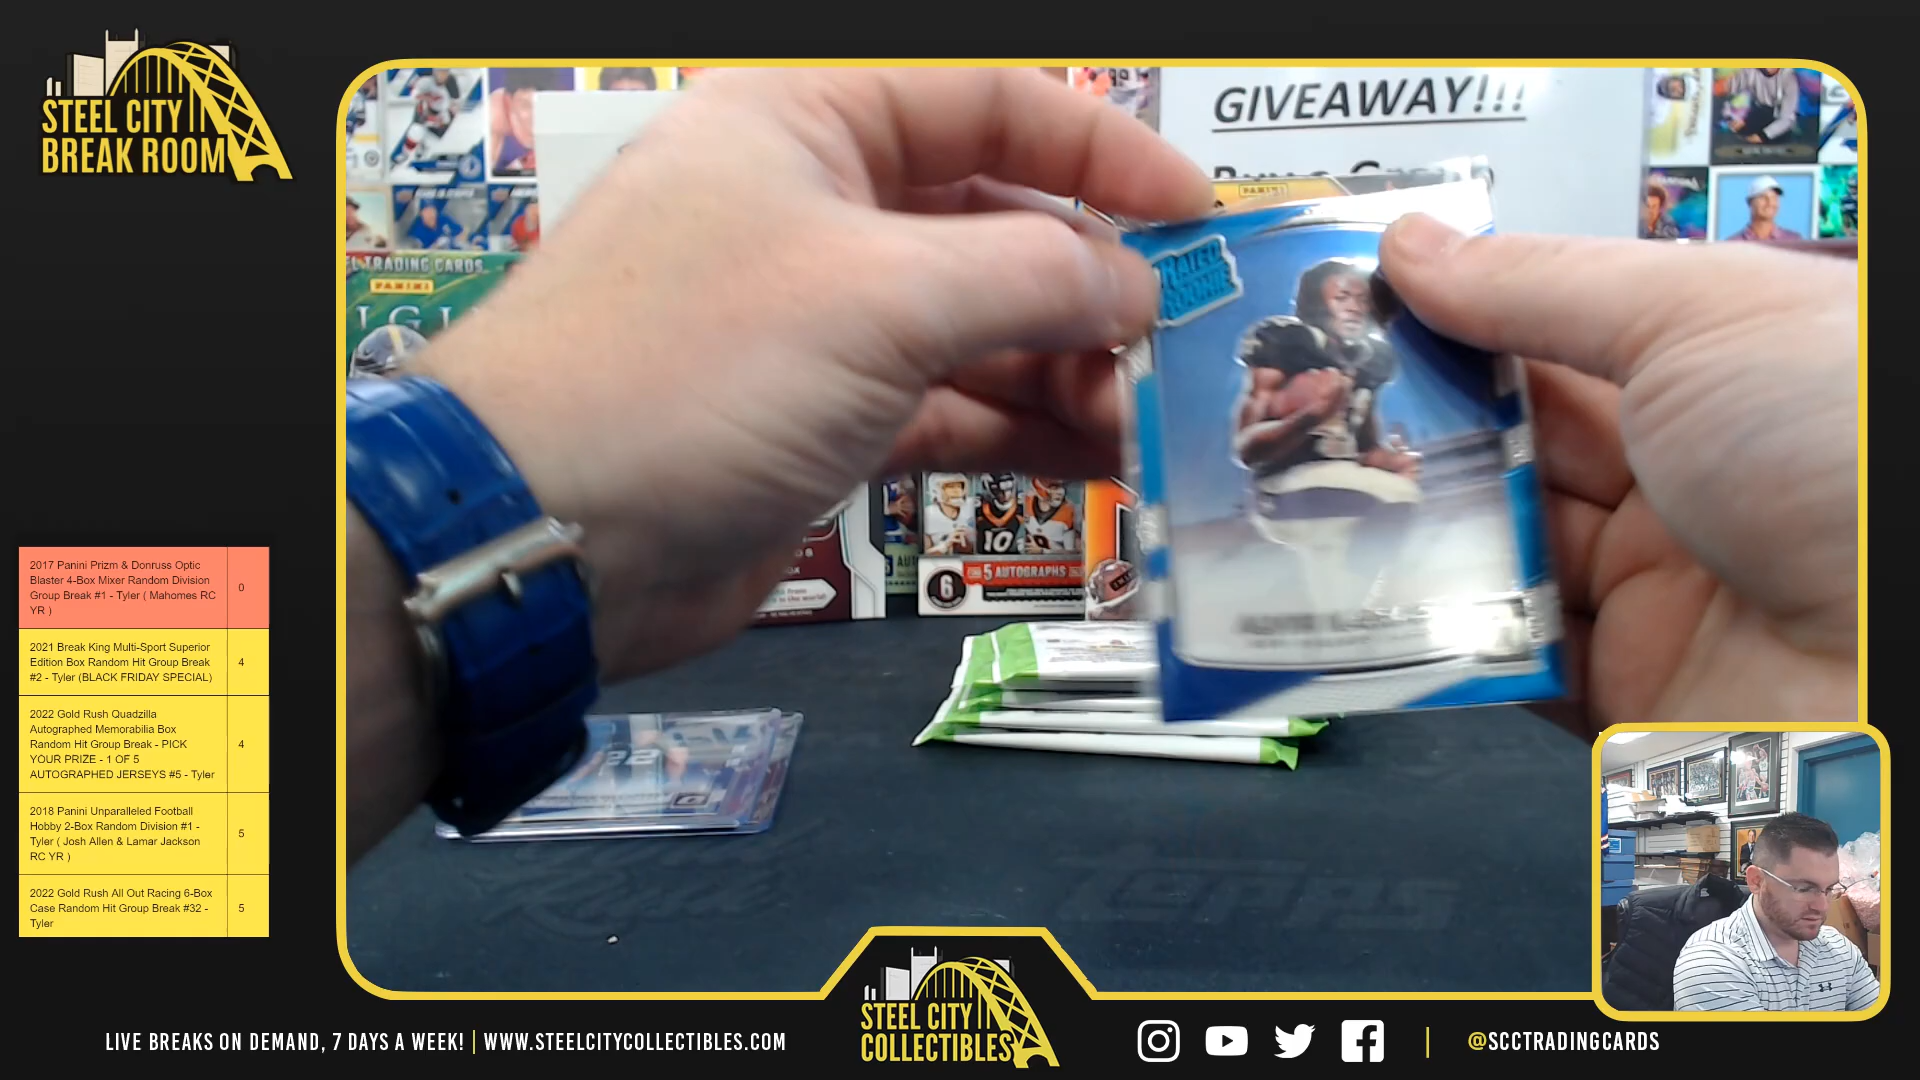 STEEL CITY
BREAK ROOM
GIVEAWAY!!!
PANINI
TRADING CARDS
PANINI
RATED
ROOKIE
10
6
5 AUTOGRAPHS
22
TOPPS
2017 Panini Prizm & Donruss Optic
Blaster 4-Box Mixer Random Division
Group Break #1 - Tyler ( Mahomes RC
YR )
0
2021 Break King Multi-Sport Superior
Edition Box Random Hit Group Break
#2 - Tyler (BLACK FRIDAY SPECIAL)
4
2022 Gold Rush Quadzilla
Autographed Memorabilia Box
Random Hit Group Break - PICK
YOUR PRIZE - 1 OF 5
AUTOGRAPHED JERSEYS #5 - Tyler
4
2018 Panini Unparalleled Football
Hobby 2-Box Random Division #1 -
Tyler ( Josh Allen & Lamar Jackson
RC YR )
5
2022 Gold Rush All Out Racing 6-Box
Case Random Hit Group Break #32 -
Tyler
5
STEEL CITY
COLLECTIBLES
LIVE BREAKS ON DEMAND, 7 DAYS A WEEK! | WWW.STEELCITYCOLLECTIBLES.COM
@SCCTRADINGCARDS